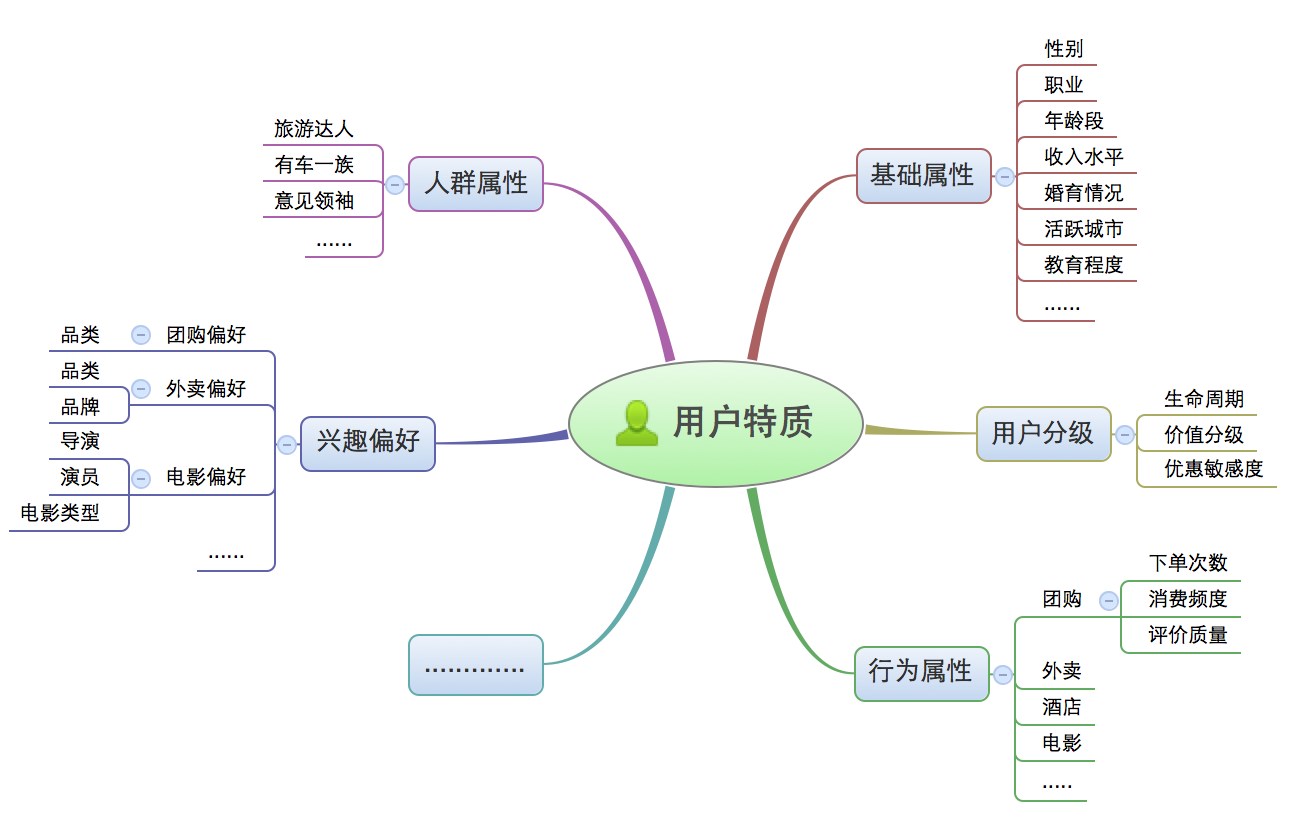 用户特质
基础属性
性别
职业
年龄段
收入水平
婚育情况
活跃城市
教育程度
......
用户分级
生命周期
价值分级
优惠敏感度
行为属性
团购
下单次数
消费频度
评价质量
外卖
酒店
电影
.....
人群属性
旅游达人
有车一族
意见领袖
......
兴趣偏好
团购偏好
品类
外卖偏好
品类
品牌
电影偏好
导演
演员
电影类型
......
.............